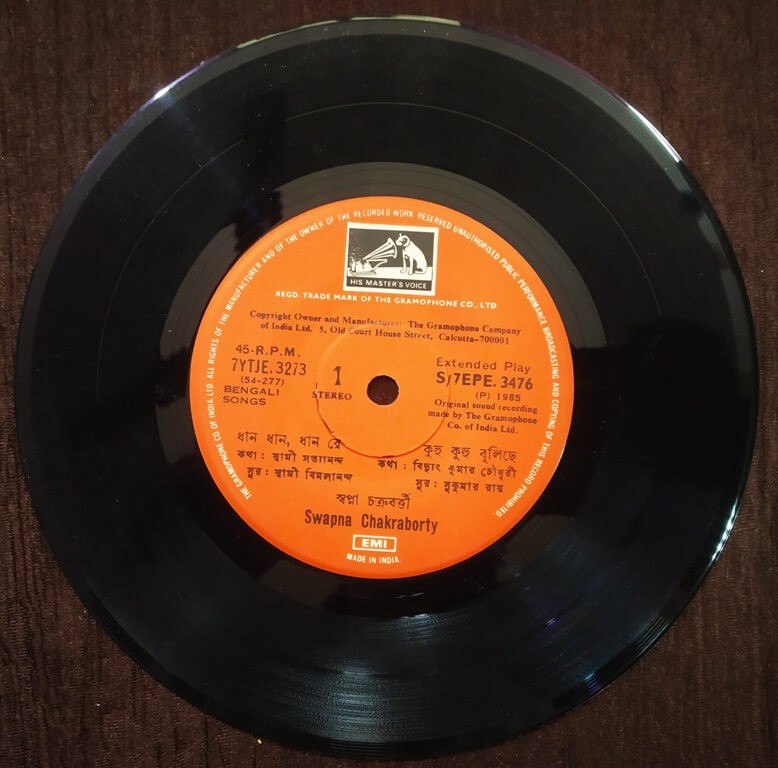 THE GRAMOPHONE CO. OF INDIA LTD. ALL RIGHTS OF THE MANUFACTURER AND OF THE OWNER OF THE RECORDED WORK RESERVED UNAUTHORISED PUBLIC PERFORMANCE BROADCASTING AND COPYING OF THIS RECORD PROHIBITED.
HIS MASTER'S VOICE
REGD. TRADE MARK OF THE GRAMOPHONE CO., LTD.
Copyright Owner and Manufacturer: The Gramophone Company
of India Ltd. 5, Old Court House Street, Calcutta-700001
45-R.P.M.
7YTJE.3273
(54-277)
BENGALI
SONGS
1
STEREO
Extended Play
S/7EPE.3476
(P) 1985
Original sound recording
made by The Gramophone
Co. of India Ltd.
ধান ধান, ধান রে
কথা : স্বামী সত্যানন্দ
সুর : স্বামী বিমলানন্দ
কুহু কুহু বুলিছে
কথা : বিদ্যুৎ কুমার চৌধুরী
সুর : সুকুমার রায়
স্বপ্না চক্রবর্ত্তী
Swapna Chakraborty
EMI
MADE IN INDIA.